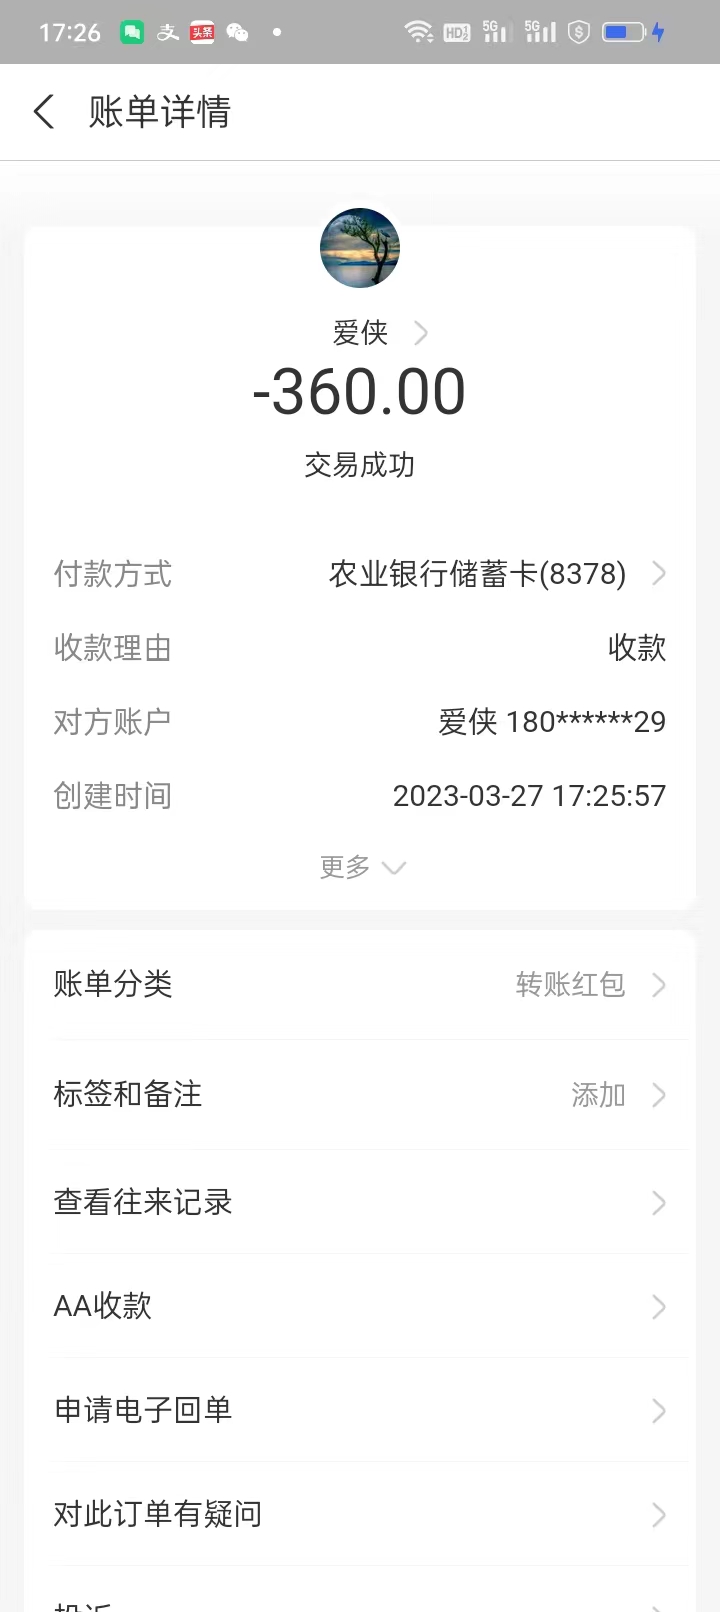 17:26
支 头条 HD 1 2 5G 5G $
账单详情
爱侠
-360.00
交易成功
付款方式 农业银行储蓄卡(8378)
收款理由 收款
对方账户 爱侠 180******29
创建时间 2023-03-27 17:25:57
更多
账单分类 转账红包
标签和备注 添加
查看往来记录
AA收款
申请电子回单
对此订单有疑问
投诉